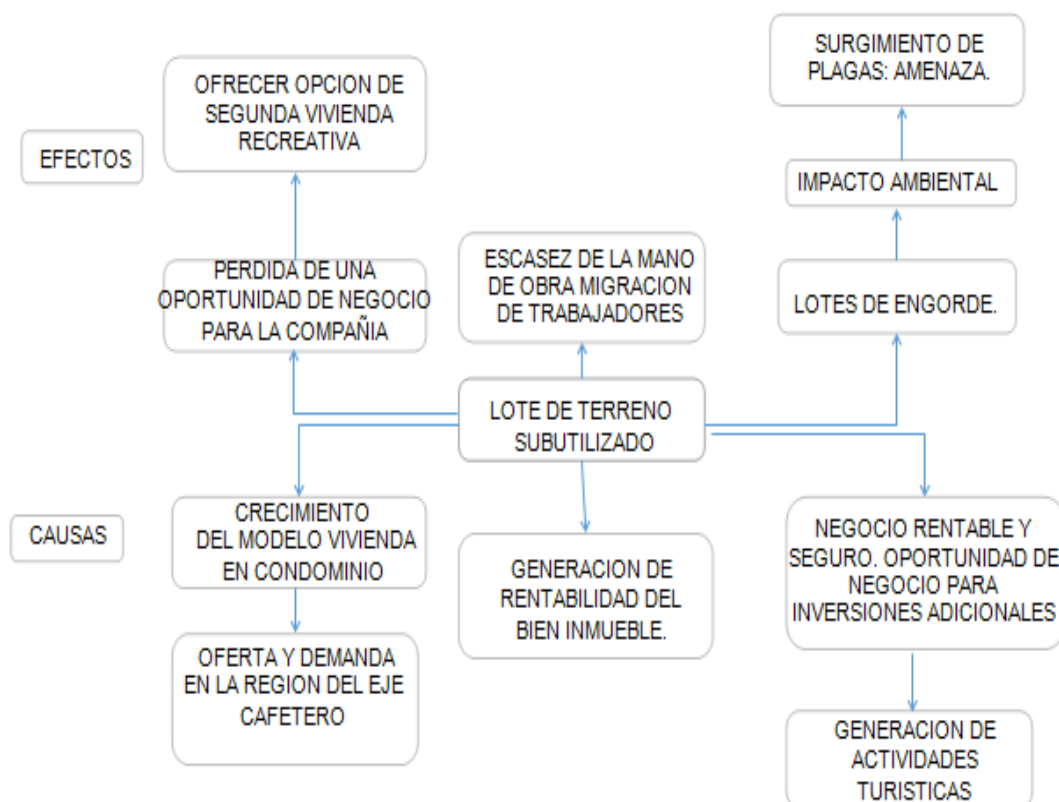 SURGIMIENTO DE
PLAGAS: AMENAZA.
OFRECER OPCION DE
SEGUNDA VIVIENDA
RECREATIVA
EFECTOS
IMPACTO AMBIENTAL
PERDIDA DE UNA
OPORTUNIDAD DE NEGOCIO
PARA LA COMPAÑIA
ESCASEZ DE LA MANO
DE OBRA MIGRACION
DE TRABAJADORES
LOTES DE ENGORDE.
LOTE DE TERRENO
SUBUTILIZADO
CAUSAS
CRECIMIENTO
DEL MODELO VIVIENDA
EN CONDOMINIO
GENERACION DE
RENTABILIDAD DEL
BIEN INMUEBLE.
NEGOCIO RENTABLE Y
SEGURO. OPORTUNIDAD DE
NEGOCIO PARA
INVERSIONES ADICIONALES
OFERTA Y DEMANDA
EN LA REGION DEL EJE
CAFETERO
GENERACION DE
ACTIVIDADES
TURISTICAS